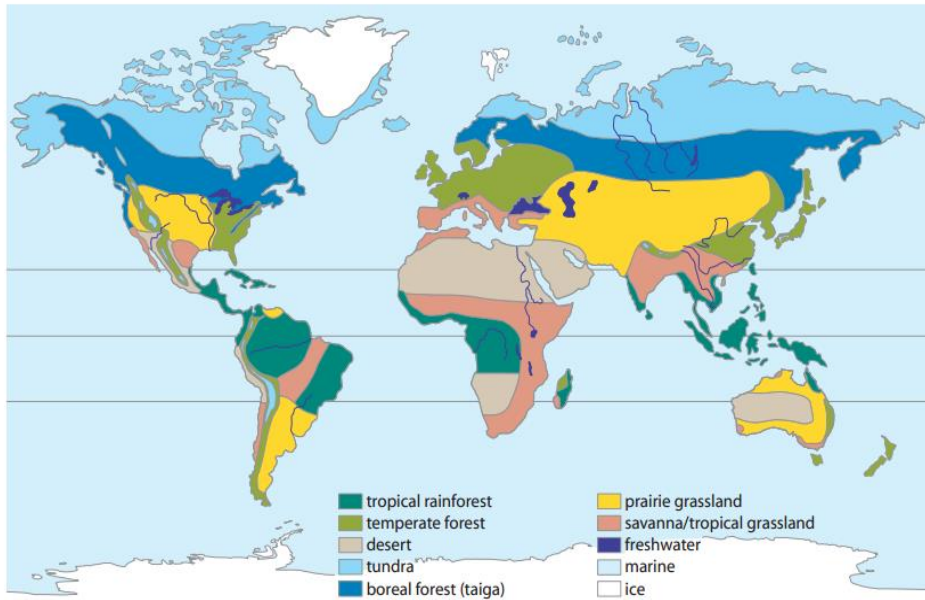 tropical rainforest
temperate forest
desert
tundra
boreal forest (taiga)
prairie grassland
savanna/tropical grassland
freshwater
marine
ice